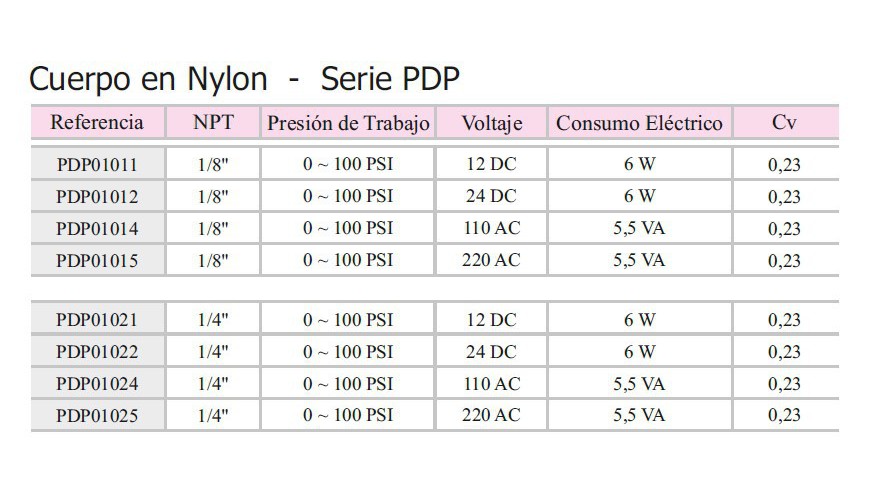 Cuerpo en Nylon - Serie PDP
Referencia NPT Presión de Trabajo Voltaje Consumo Eléctrico Cv
PDP01011 1/8" 0 ~ 100 PSI 12 DC 6 W 0,23
PDP01012 1/8" 0 ~ 100 PSI 24 DC 6 W 0,23
PDP01014 1/8" 0 ~ 100 PSI 110 AC 5,5 VA 0,23
PDP01015 1/8" 0 ~ 100 PSI 220 AC 5,5 VA 0,23
PDP01021 1/4" 0 ~ 100 PSI 12 DC 6 W 0,23
PDP01022 1/4" 0 ~ 100 PSI 24 DC 6 W 0,23
PDP01024 1/4" 0 ~ 100 PSI 110 AC 5,5 VA 0,23
PDP01025 1/4" 0 ~ 100 PSI 220 AC 5,5 VA 0,23